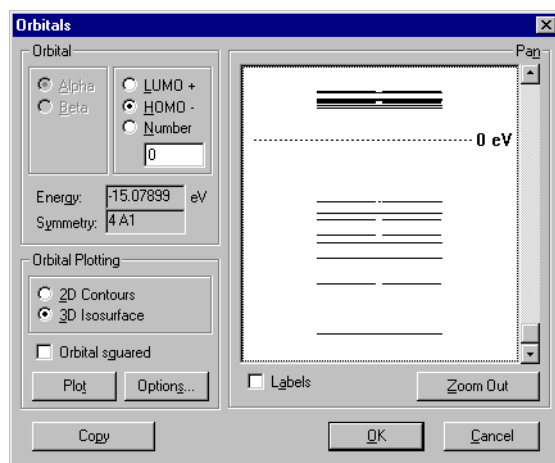 Orbitals
Orbital
Alpha
Beta
LUMO +
HOMO -
Number
0
Energy: -15.07899 eV
Symmetry: 4 A1
Orbital Plotting
2D Contours
3D Isosurface
Orbital squared
Plot
Options...
Pan
0 eV
Labels
Zoom Out
Copy
OK
Cancel